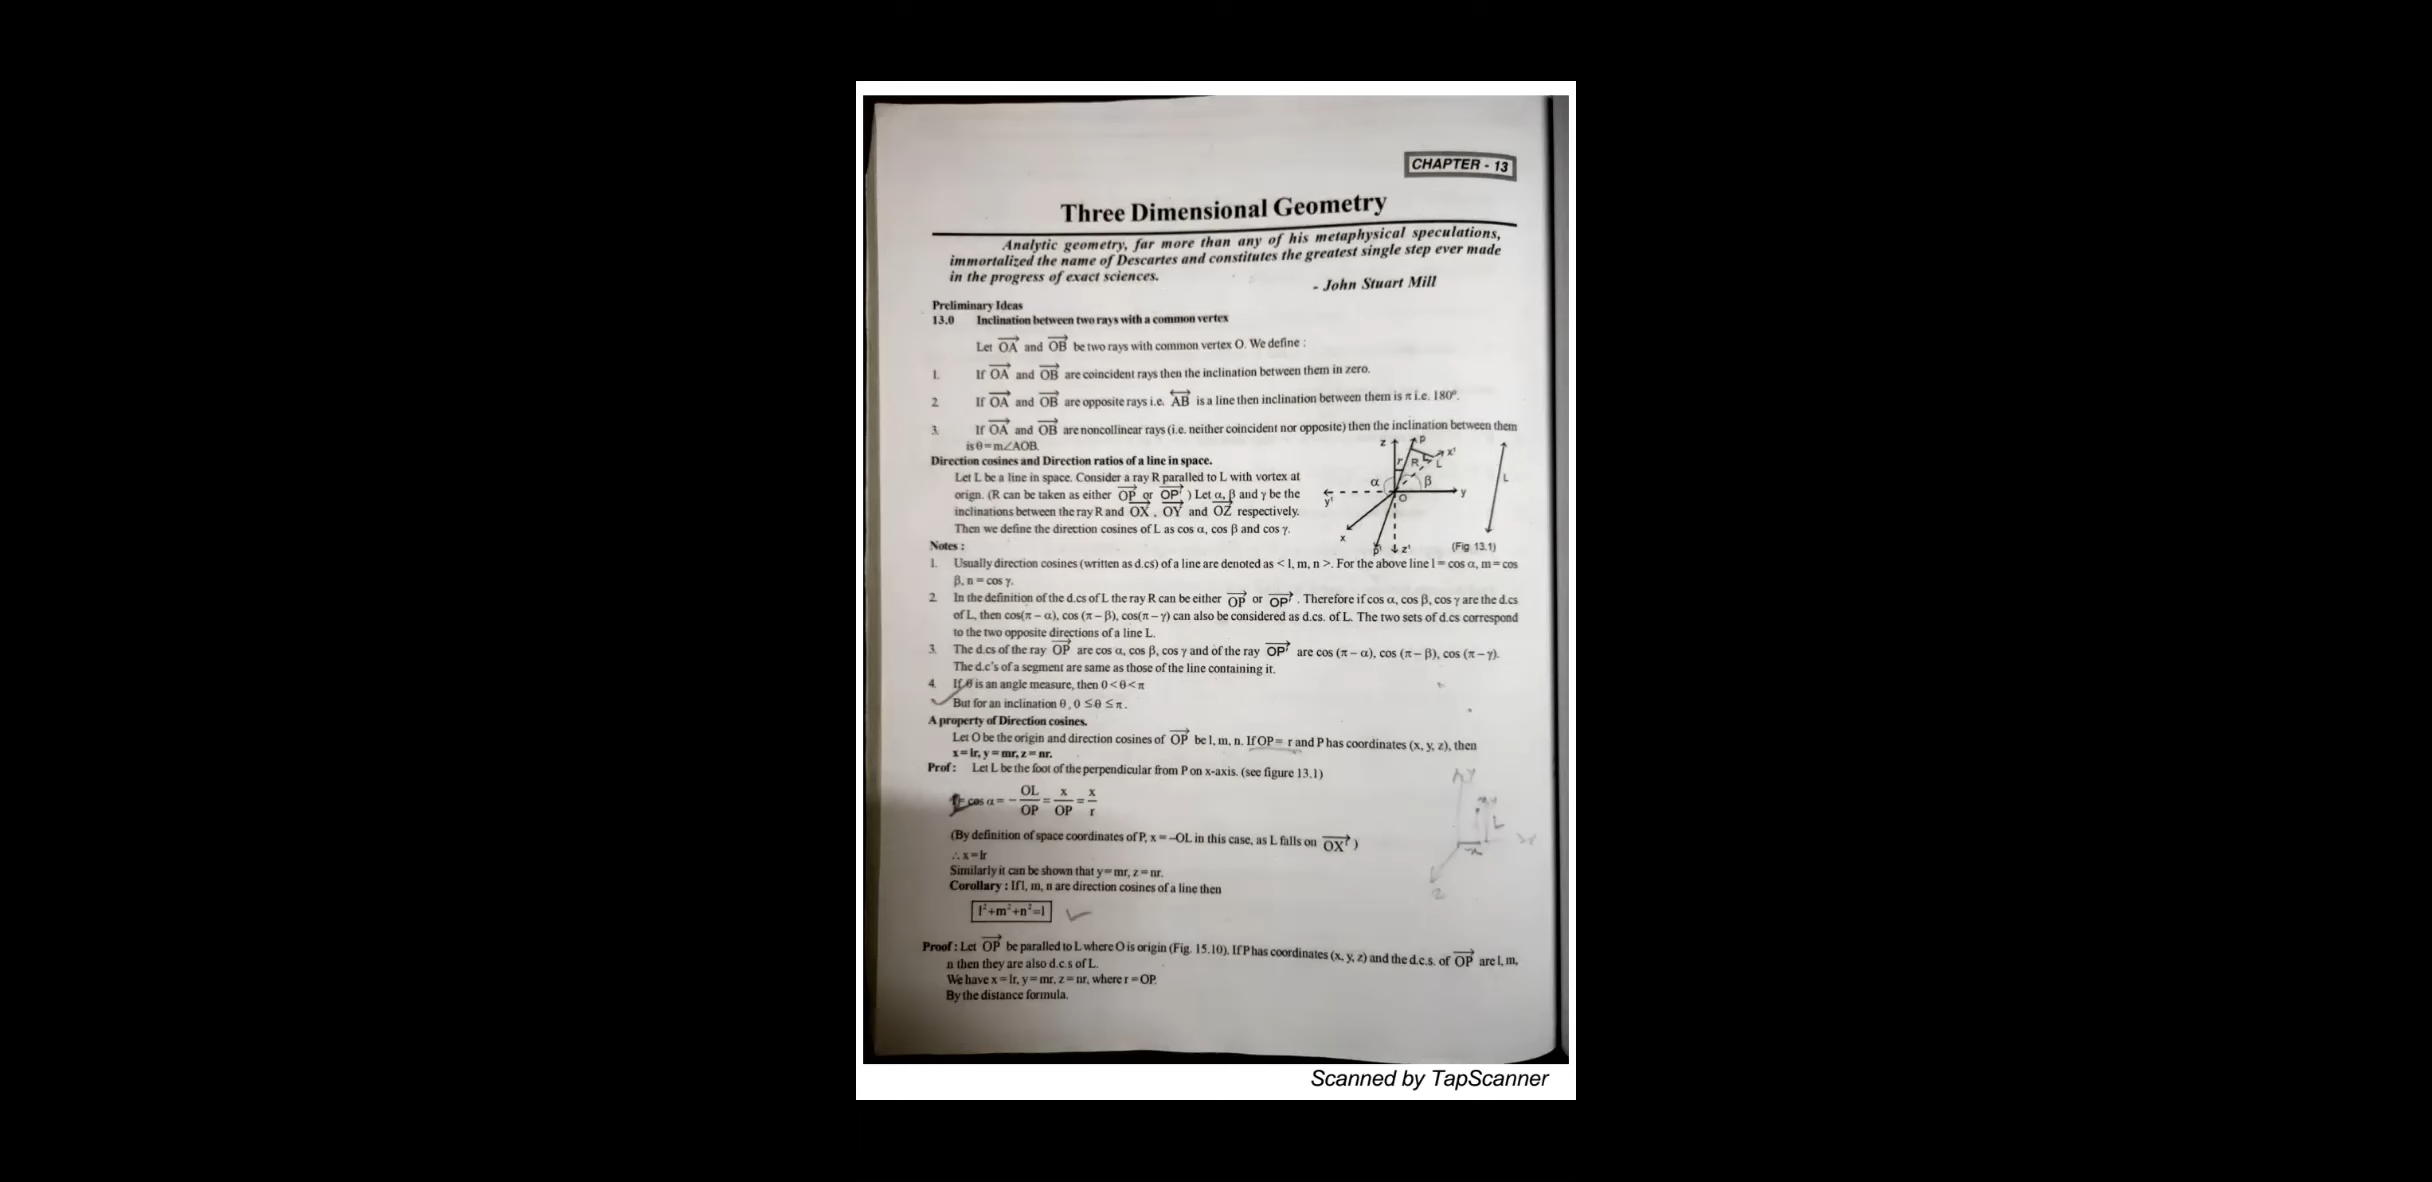 CHAPTER - 13
Three Dimensional Geometry
Analytic geometry, far more than any of his metaphysical speculations,
immortalized the name of Descartes and constitutes the greatest single step ever made
in the progress of exact sciences.
- John Stuart Mill
Preliminary Ideas
13.0 Inclination between two rays with a common vertex
Let OA and OB be two rays with common vertex O. We define :
1. If OA and OB are coincident rays then the inclination between them in zero.
2. If OA and OB are opposite rays i.e. AB is a line then inclination between them is π i.e. 180°.
3. If OA and OB are noncollinear rays (i.e. neither coincident nor opposite) then the inclination between them
is θ = m∠AOB.
Direction cosines and Direction ratios of a line in space.
Let L be a line in space. Consider a ray R paralled to L with vortex at
orign. (R can be taken as either OP or OP' ) Let α, β and γ be the
inclinations between the ray R and OX , OY and OZ respectively.
Then we define the direction cosines of L as cos α, cos β and cos γ.
z P x' R L r α β L y' O y x P' z' (Fig 13.1)
Notes :
1. Usually direction cosines (written as d.cs) of a line are denoted as < l, m, n >. For the above line l = cos α, m = cos
β, n = cos γ.
2. In the definition of the d.cs of L the ray R can be either OP or OP' . Therefore if cos α, cos β, cos γ are the d.cs
of L, then cos(π – α), cos (π – β), cos(π – γ) can also be considered as d.cs. of L. The two sets of d.cs correspond
to the two opposite directions of a line L.
3. The d.cs of the ray OP are cos α, cos β, cos γ and of the ray OP' are cos (π – α), cos (π – β), cos (π – γ).
The d.c's of a segment are same as those of the line containing it.
4. If θ is an angle measure, then 0 < θ < π
But for an inclination θ , 0 ≤ θ ≤ π .
A property of Direction cosines.
Let O be the origin and direction cosines of OP be l, m, n. If OP = r and P has coordinates (x, y, z), then
x = lr, y = mr, z = nr.
Prof : Let L be the foot of the perpendicular from P on x-axis. (see figure 13.1)
l = cos α = – OL/OP = x/OP = x/r
(By definition of space coordinates of P, x = –OL in this case, as L falls on OX' )
∴ x = lr
Similarly it can be shown that y = mr, z = nr.
Corollary : If l, m, n are direction cosines of a line then
l²+m²+n²=1
Proof : Let OP be paralled to L where O is origin (Fig. 15.10). If P has coordinates (x, y, z) and the d.c.s. of OP are l, m,
n then they are also d.c.s of L.
We have x = lr, y = mr, z = nr, where r = OP.
By the distance formula,
Scanned by TapScanner